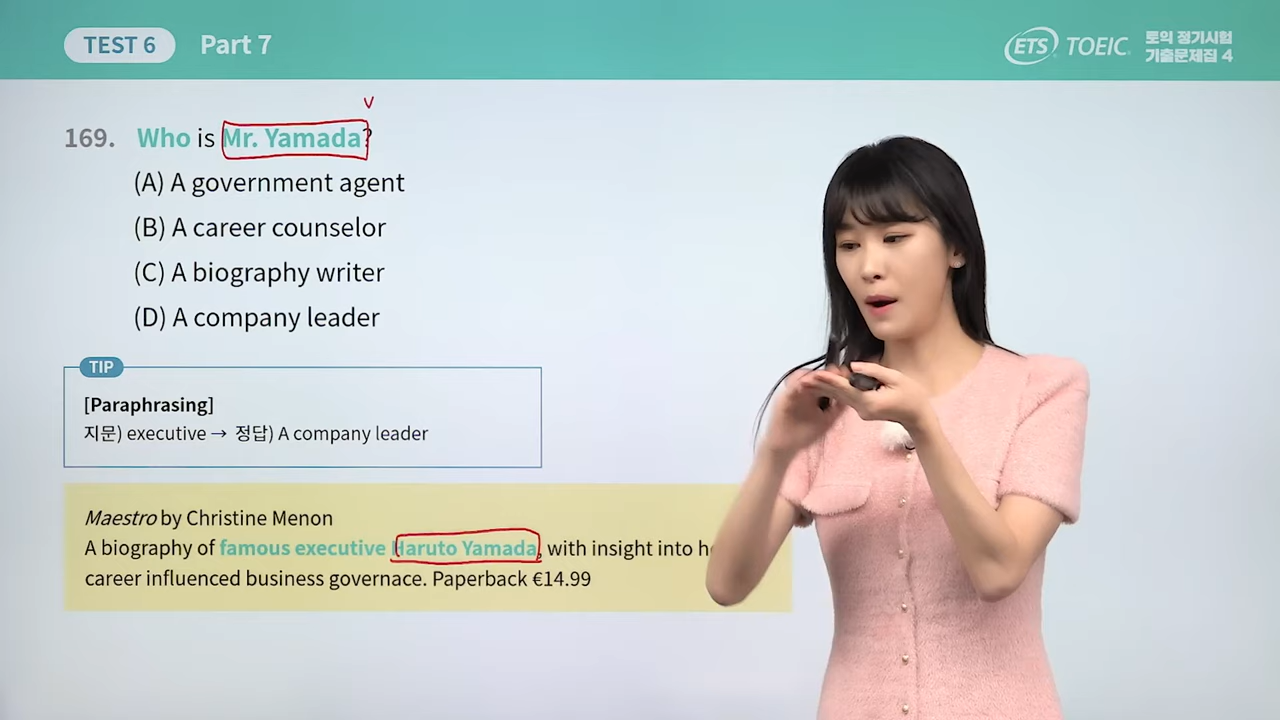 TEST 6
Part 7
ETS TOEIC
토익 정기시험
기출문제집 4
169. Who is Mr. Yamada?
(A) A government agent
(B) A career counselor
(C) A biography writer
(D) A company leader
TIP
[Paraphrasing]
지문) executive → 정답) A company leader
Maestro by Christine Menon
A biography of famous executive Haruto Yamada, with insight into
career influenced business governace. Paperback €14.99